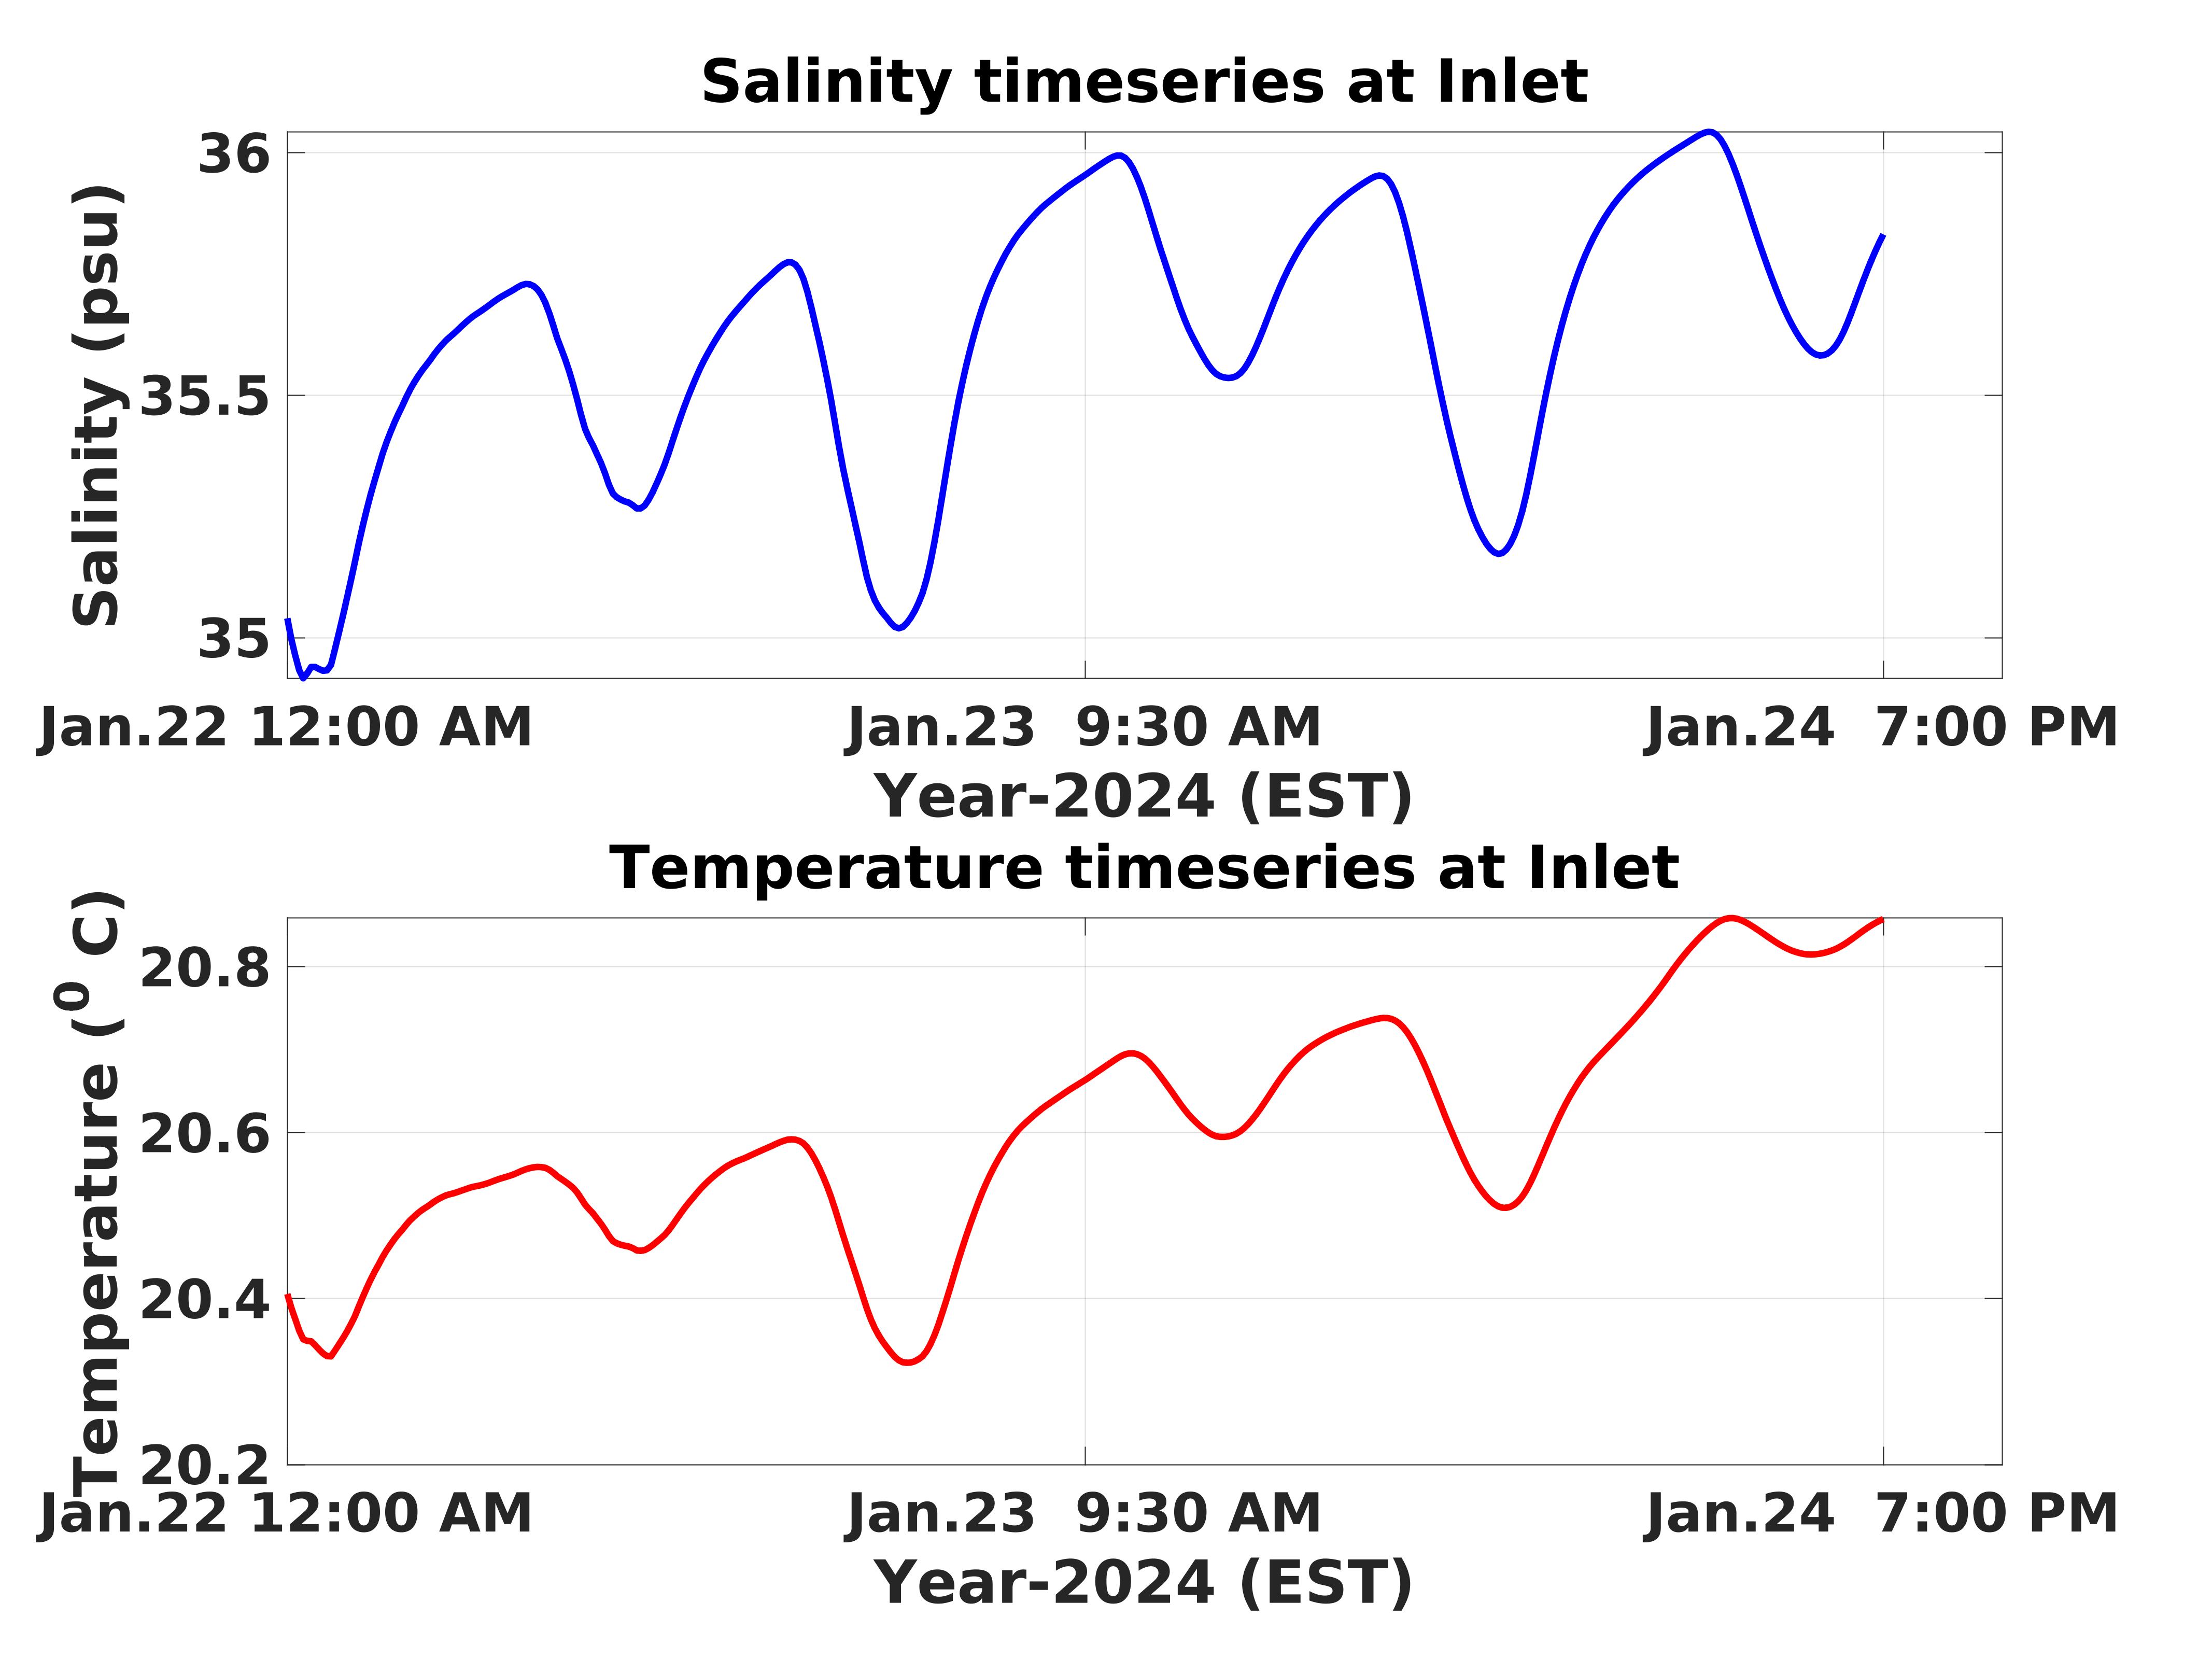 Salinity timeseries at Inlet
Salinity (psu)
36
35.5
35
Jan.22 12:00 AM Jan.23 9:30 AM Jan.24 7:00 PM
Year-2024 (EST)
Temperature timeseries at Inlet
Temperature (⁰ C)
20.8
20.6
20.4
20.2
Jan.22 12:00 AM Jan.23 9:30 AM Jan.24 7:00 PM
Year-2024 (EST)